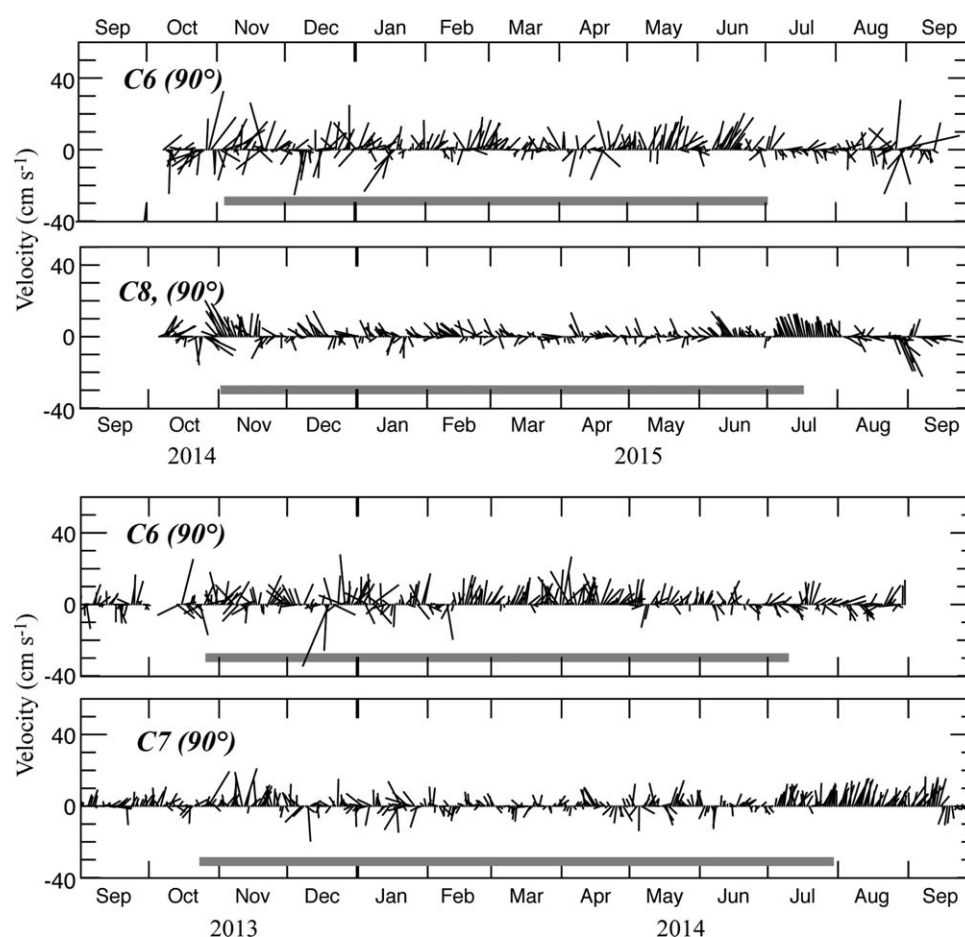 Sep Oct Nov Dec Jan Feb Mar Apr May Jun Jul Aug Sep
C6 (90°)
40
0
-40
Velocity (cm s⁻¹)
C8, (90°)
40
0
-40
Sep Oct Nov Dec Jan Feb Mar Apr May Jun Jul Aug Sep
2014 2015
C6 (90°)
40
0
-40
Velocity (cm s⁻¹)
C7 (90°)
40
0
-40
Sep Oct Nov Dec Jan Feb Mar Apr May Jun Jul Aug Sep
2013 2014